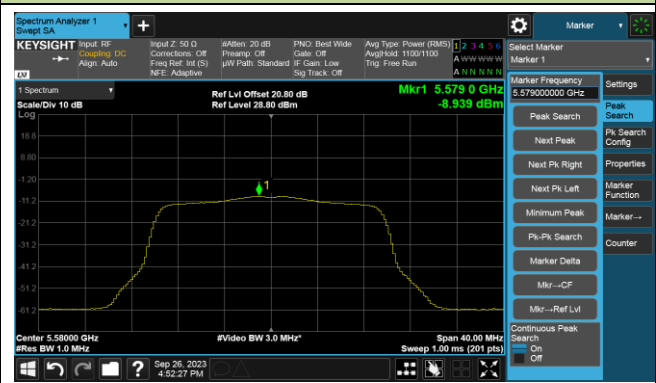 Spectrum Analyzer 1
Swept SA
+
Marker
KEYSIGHT
Input: RF
Coupling: DC
Align: Auto
Input Z: 50 Ω
Corrections: Off
Freq Ref: Int (S)
NFE: Adaptive
#Atten: 20 dB
Preamp: Off
µW Path: Standard
PNO: Best Wide
Gate: Off
IF Gain: Low
Sig Track: Off
Avg Type: Power (RMS)
Avg|Hold: 1100/1100
Trig: Free Run
1 2 3 4 5 6
A W W W W W
A N N N N N
LXI
Select Marker
Marker 1
1 Spectrum
Scale/Div 10 dB
Log
Ref Lvl Offset 20.80 dB
Ref Level 28.80 dBm
Mkr1 5.579 0 GHz
-8.939 dBm
18.8
8.80
-1.20
-11.2
-21.2
-31.2
-41.2
-51.2
-61.2
1
Center 5.58000 GHz
#Res BW 1.0 MHz
#Video BW 3.0 MHz*
Span 40.00 MHz
Sweep 1.00 ms (201 pts)
Marker Frequency
5.579000000 GHz
Peak Search
Next Peak
Next Pk Right
Next Pk Left
Minimum Peak
Pk-Pk Search
Marker Delta
Mkr→CF
Mkr→Ref Lvl
Continuous Peak
Search
On
Off
Settings
Peak
Search
Pk Search
Config
Properties
Marker
Function
Marker→
Counter
?
Sep 26, 2023
4:52:27 PM